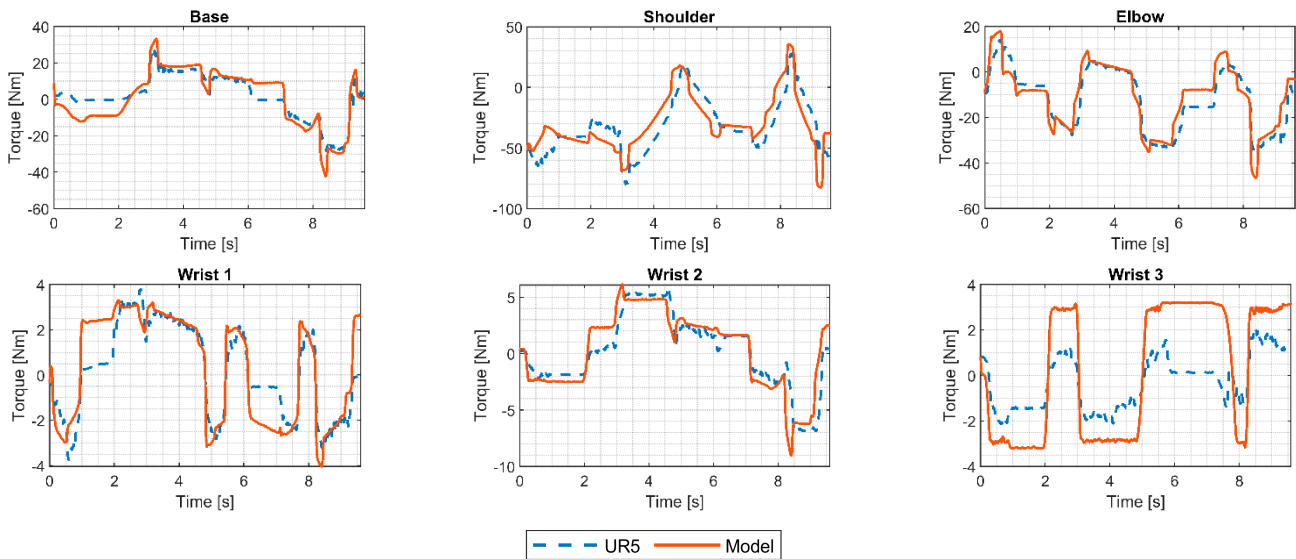 Base
Torque [Nm]
40
20
0
-20
-40
-60
0 2 4 6 8
Time [s]
Shoulder
Torque [Nm]
50
0
-50
-100
0 2 4 6 8
Time [s]
Elbow
Torque [Nm]
20
0
-20
-40
-60
0 2 4 6 8
Time [s]
Wrist 1
Torque [Nm]
4
2
0
-2
-4
0 2 4 6 8
Time [s]
Wrist 2
Torque [Nm]
5
0
-5
-10
0 2 4 6 8
Time [s]
Wrist 3
Torque [Nm]
4
2
0
-2
-4
0 2 4 6 8
Time [s]
UR5 Model